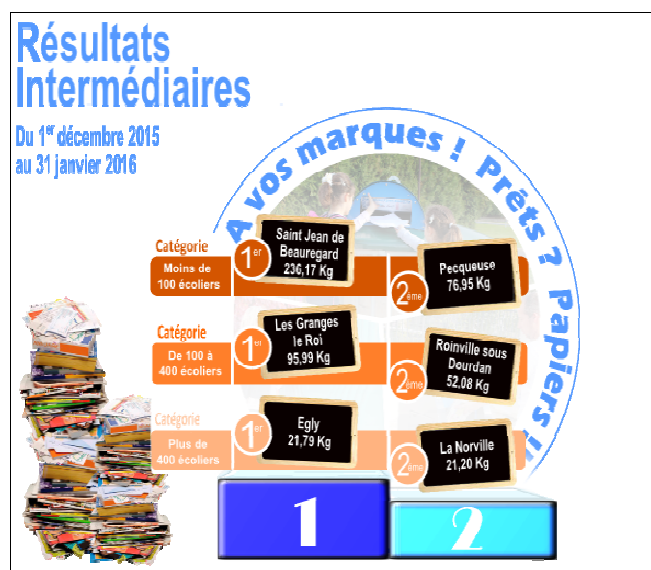 Résultats
Intermédiaires
Du 1er décembre 2015
au 31 janvier 2016
A vos marques ! Prêts ? Papiers !!
Catégorie
Moins de
100 écoliers
1er
Saint Jean de
Beauregard
236,17 Kg
2ème
Pecqueuse
76,95 Kg
Catégorie
De 100 à
400 écoliers
1er
Les Granges
le Roi
95,99 Kg
2ème
Roinville sous
Dourdan
52,08 Kg
Catégorie
Plus de
400 écoliers
1er
Egly
21,79 Kg
2ème
La Norville
21,20 Kg
1
2